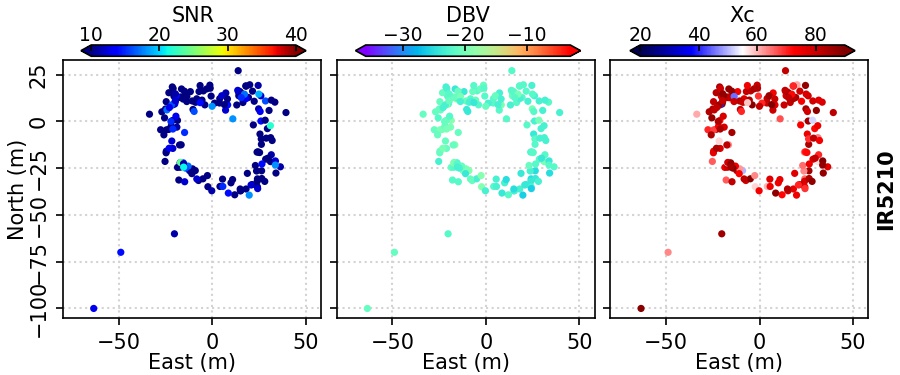 SNR DBV Xc
10 20 30 40 −30 −20 −10 20 40 60 80
25
0
−25
−50
−75
−100
North (m)
IR5210
−50 0 50 −50 0 50 −50 0 50
East (m) East (m) East (m)